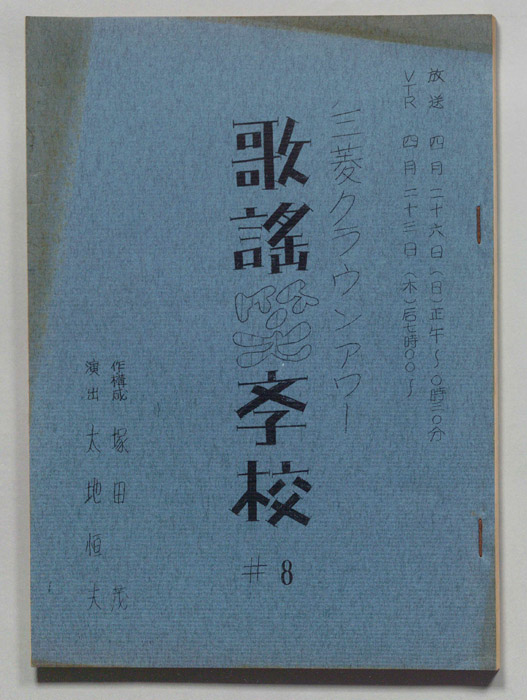 放送 四月二十六日(日)正午〜〇時三〇分
VTR 四月二十三日(木)后七時〇〇〜
三菱クラウンアワー
歌謡爆笑学校
#8
作構成 塚田 茂
演出 大地恒夫